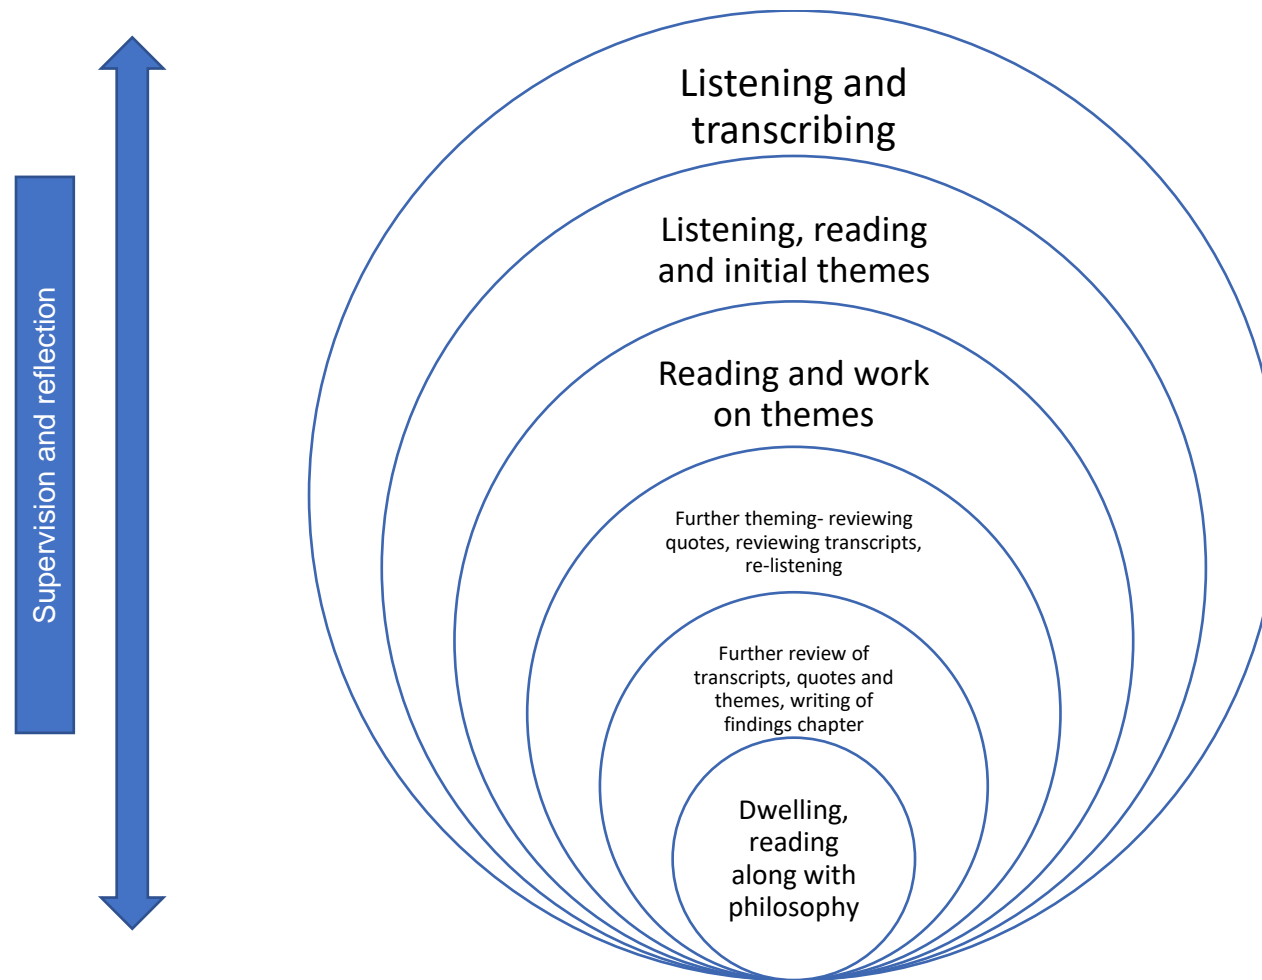 Supervision and reflection
Listening and
transcribing
Listening, reading
and initial themes
Reading and work
on themes
Further theming- reviewing
quotes, reviewing transcripts,
re-listening
Further review of
transcripts, quotes and
themes, writing of
findings chapter
Dwelling,
reading
along with
philosophy